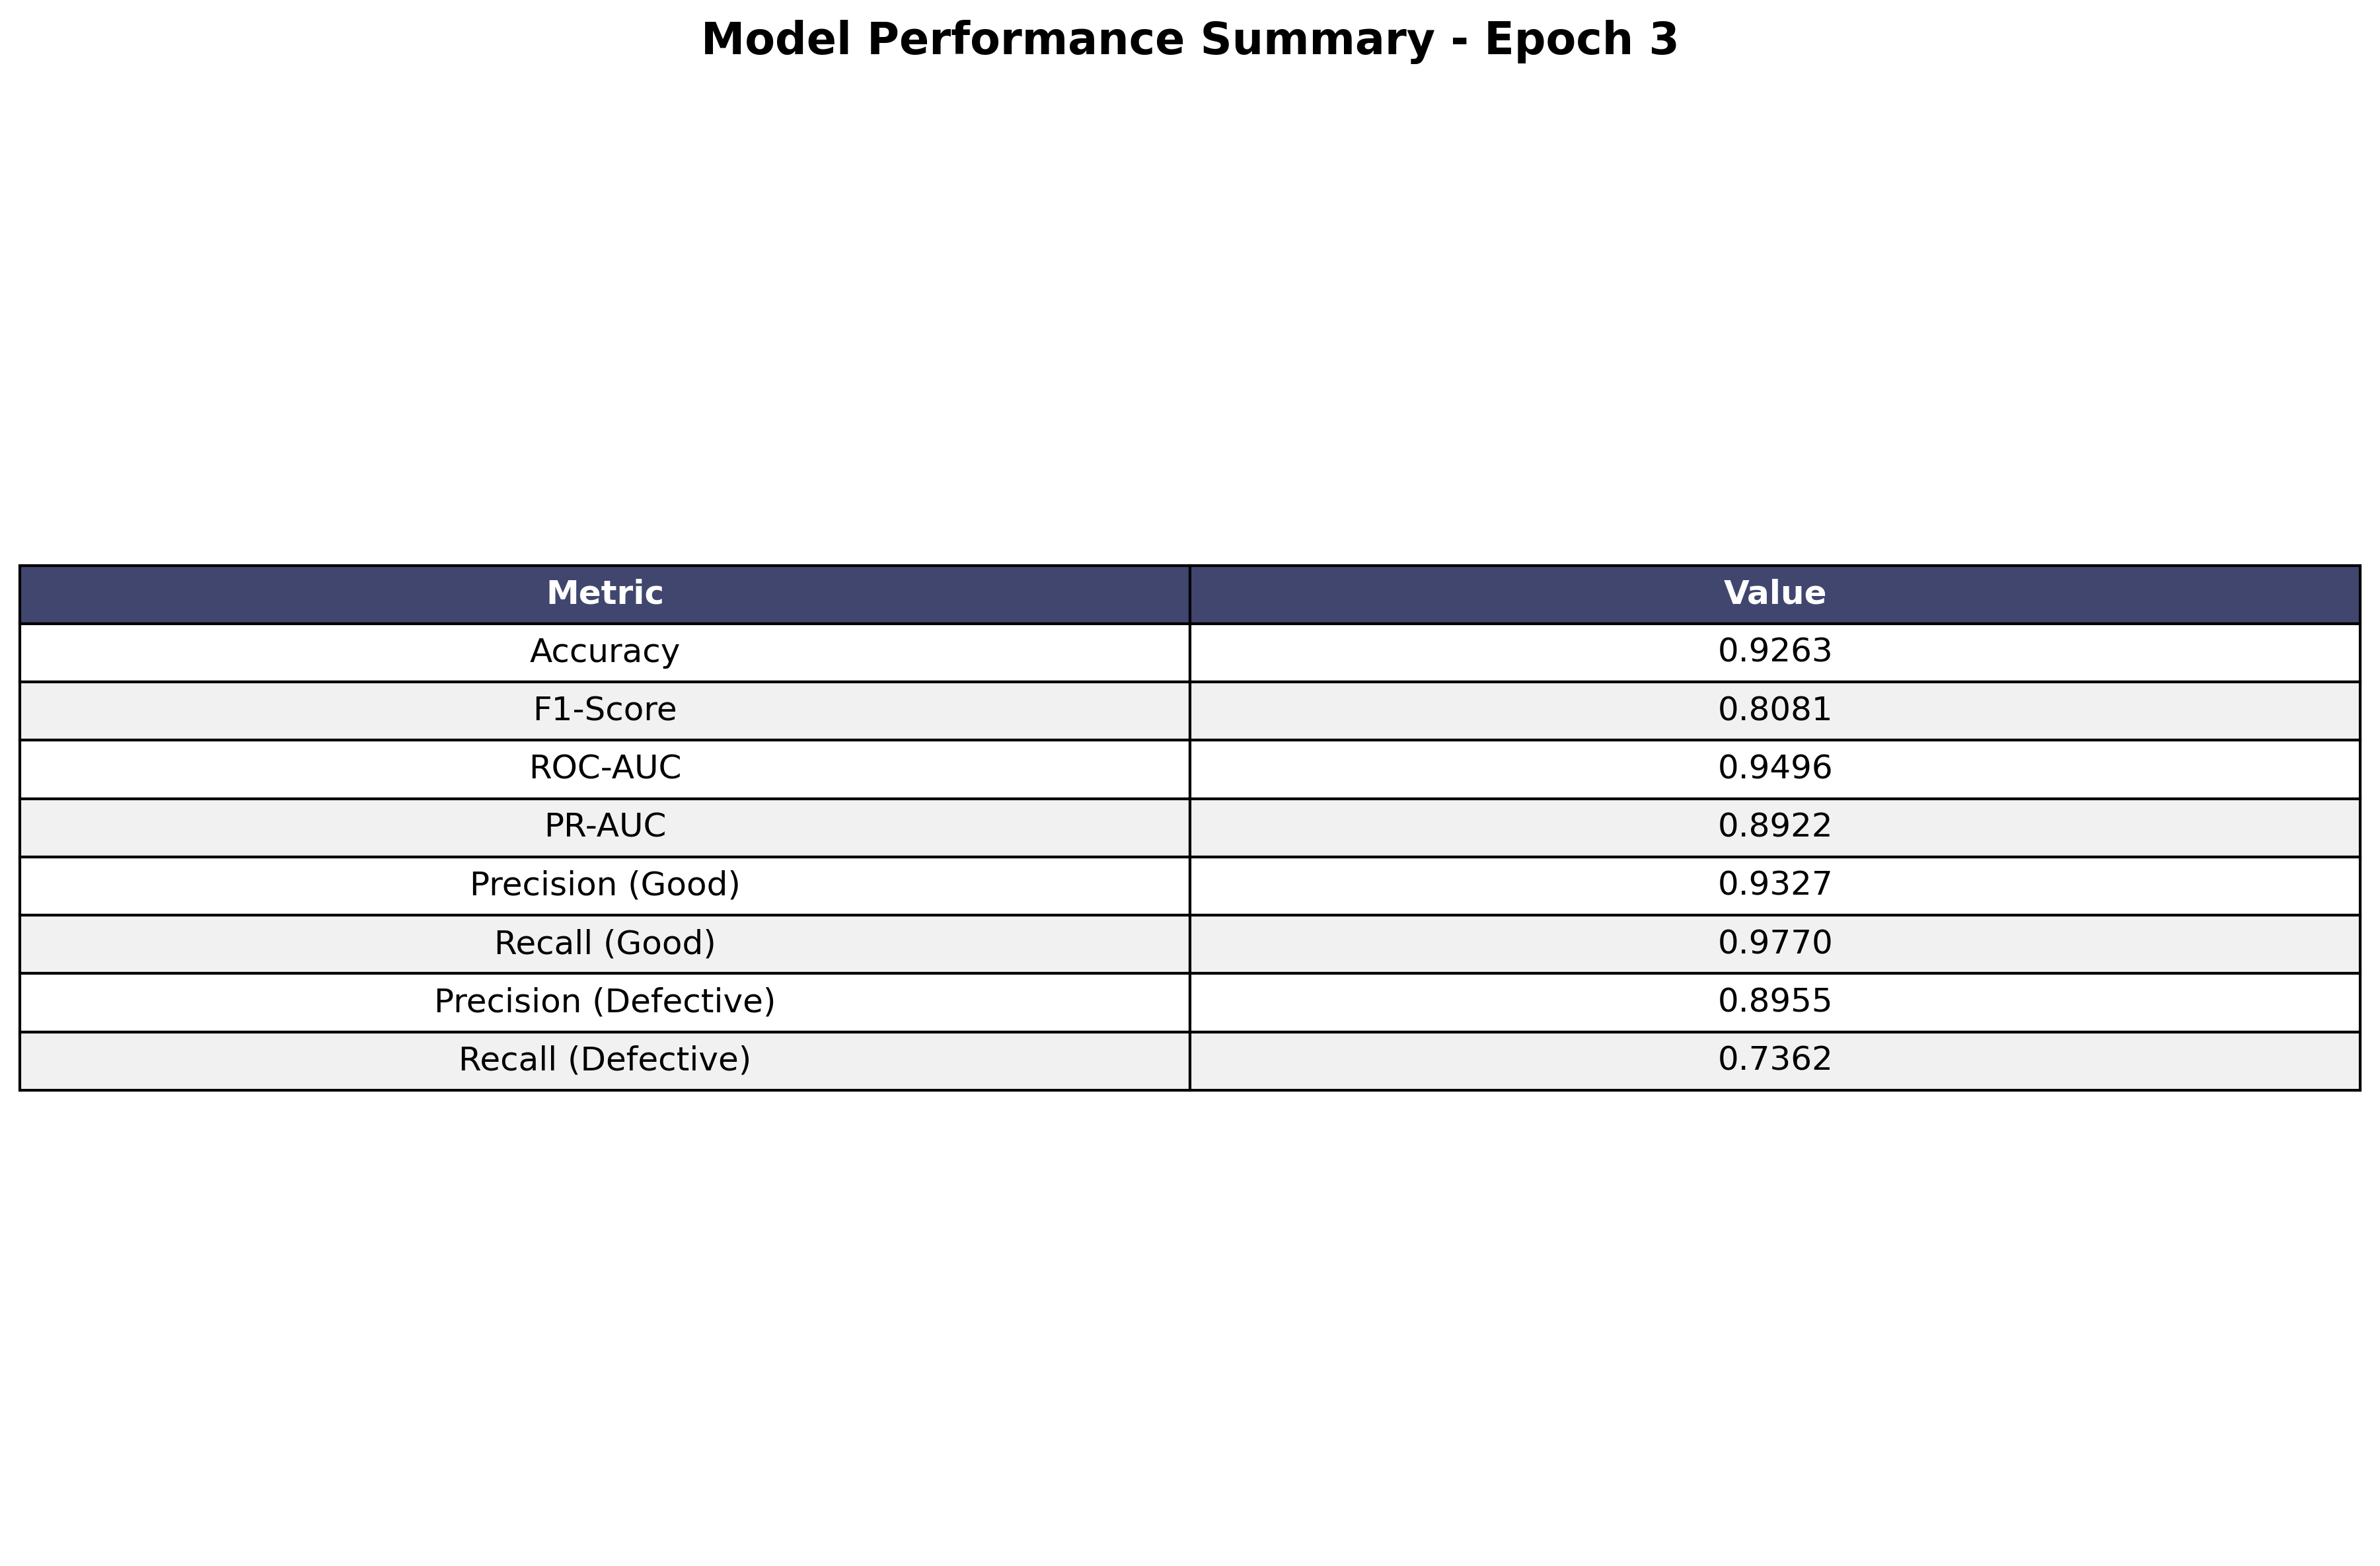 Model Performance Summary - Epoch 3
Metric Value
Accuracy 0.9263
F1-Score 0.8081
ROC-AUC 0.9496
PR-AUC 0.8922
Precision (Good) 0.9327
Recall (Good) 0.9770
Precision (Defective) 0.8955
Recall (Defective) 0.7362